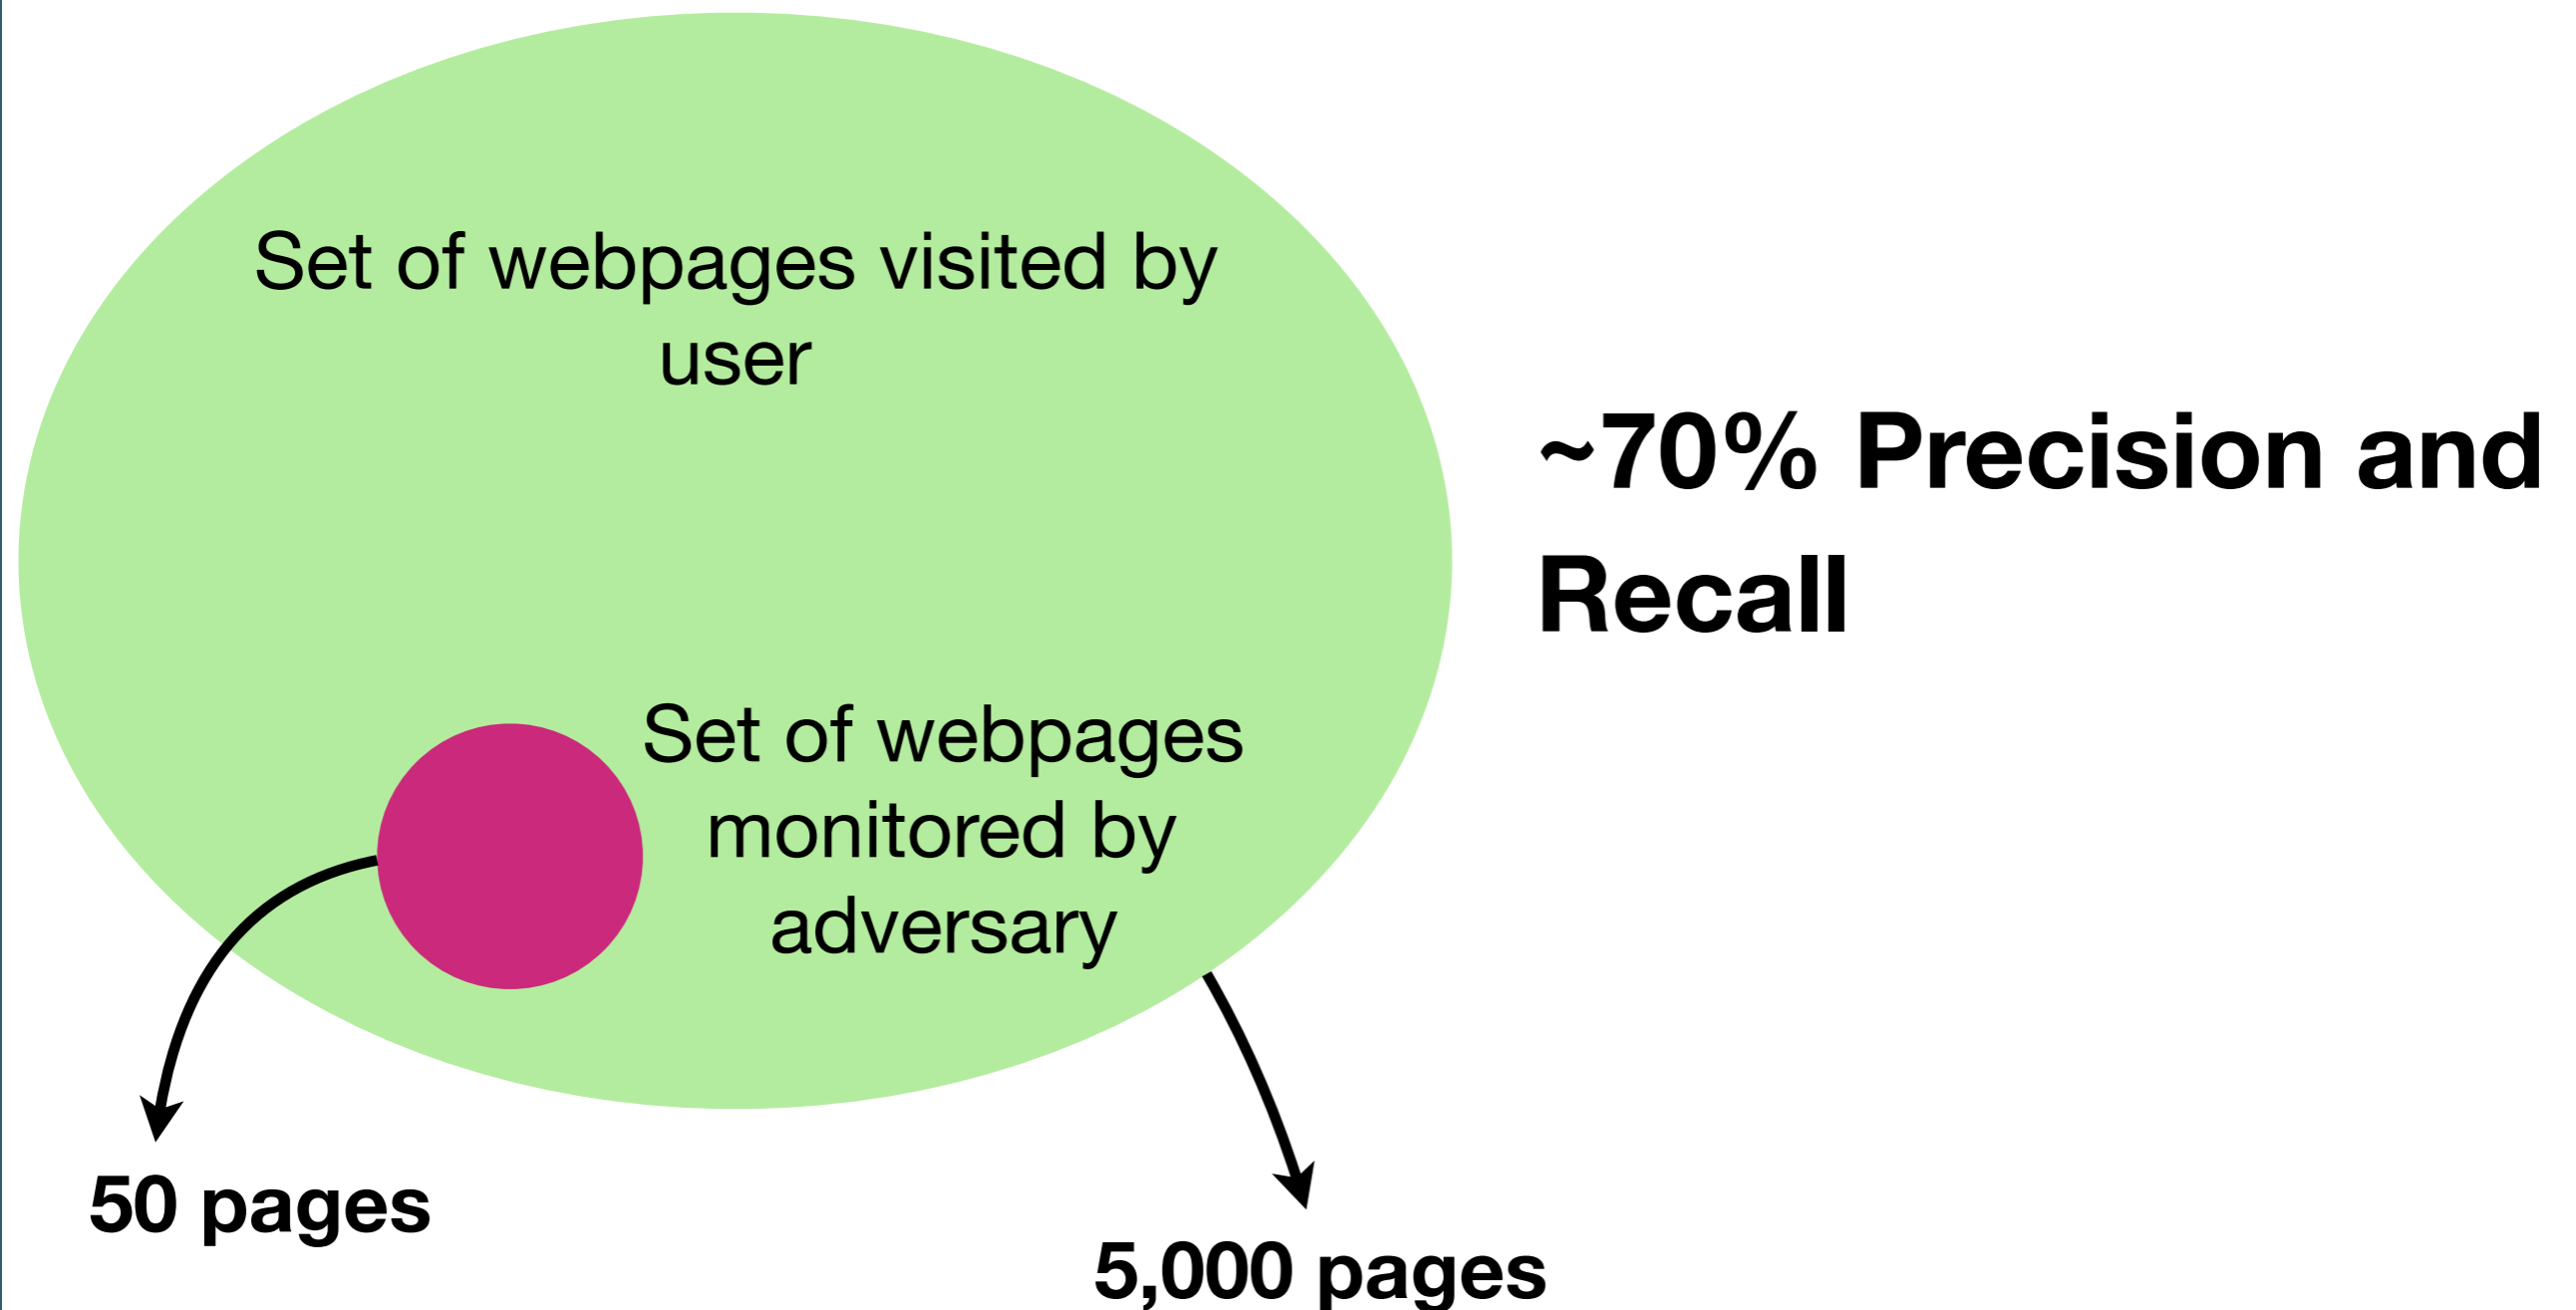 Set of webpages visited by
user
~70% Precision and
Recall
Set of webpages
monitored by
adversary
50 pages
5,000 pages